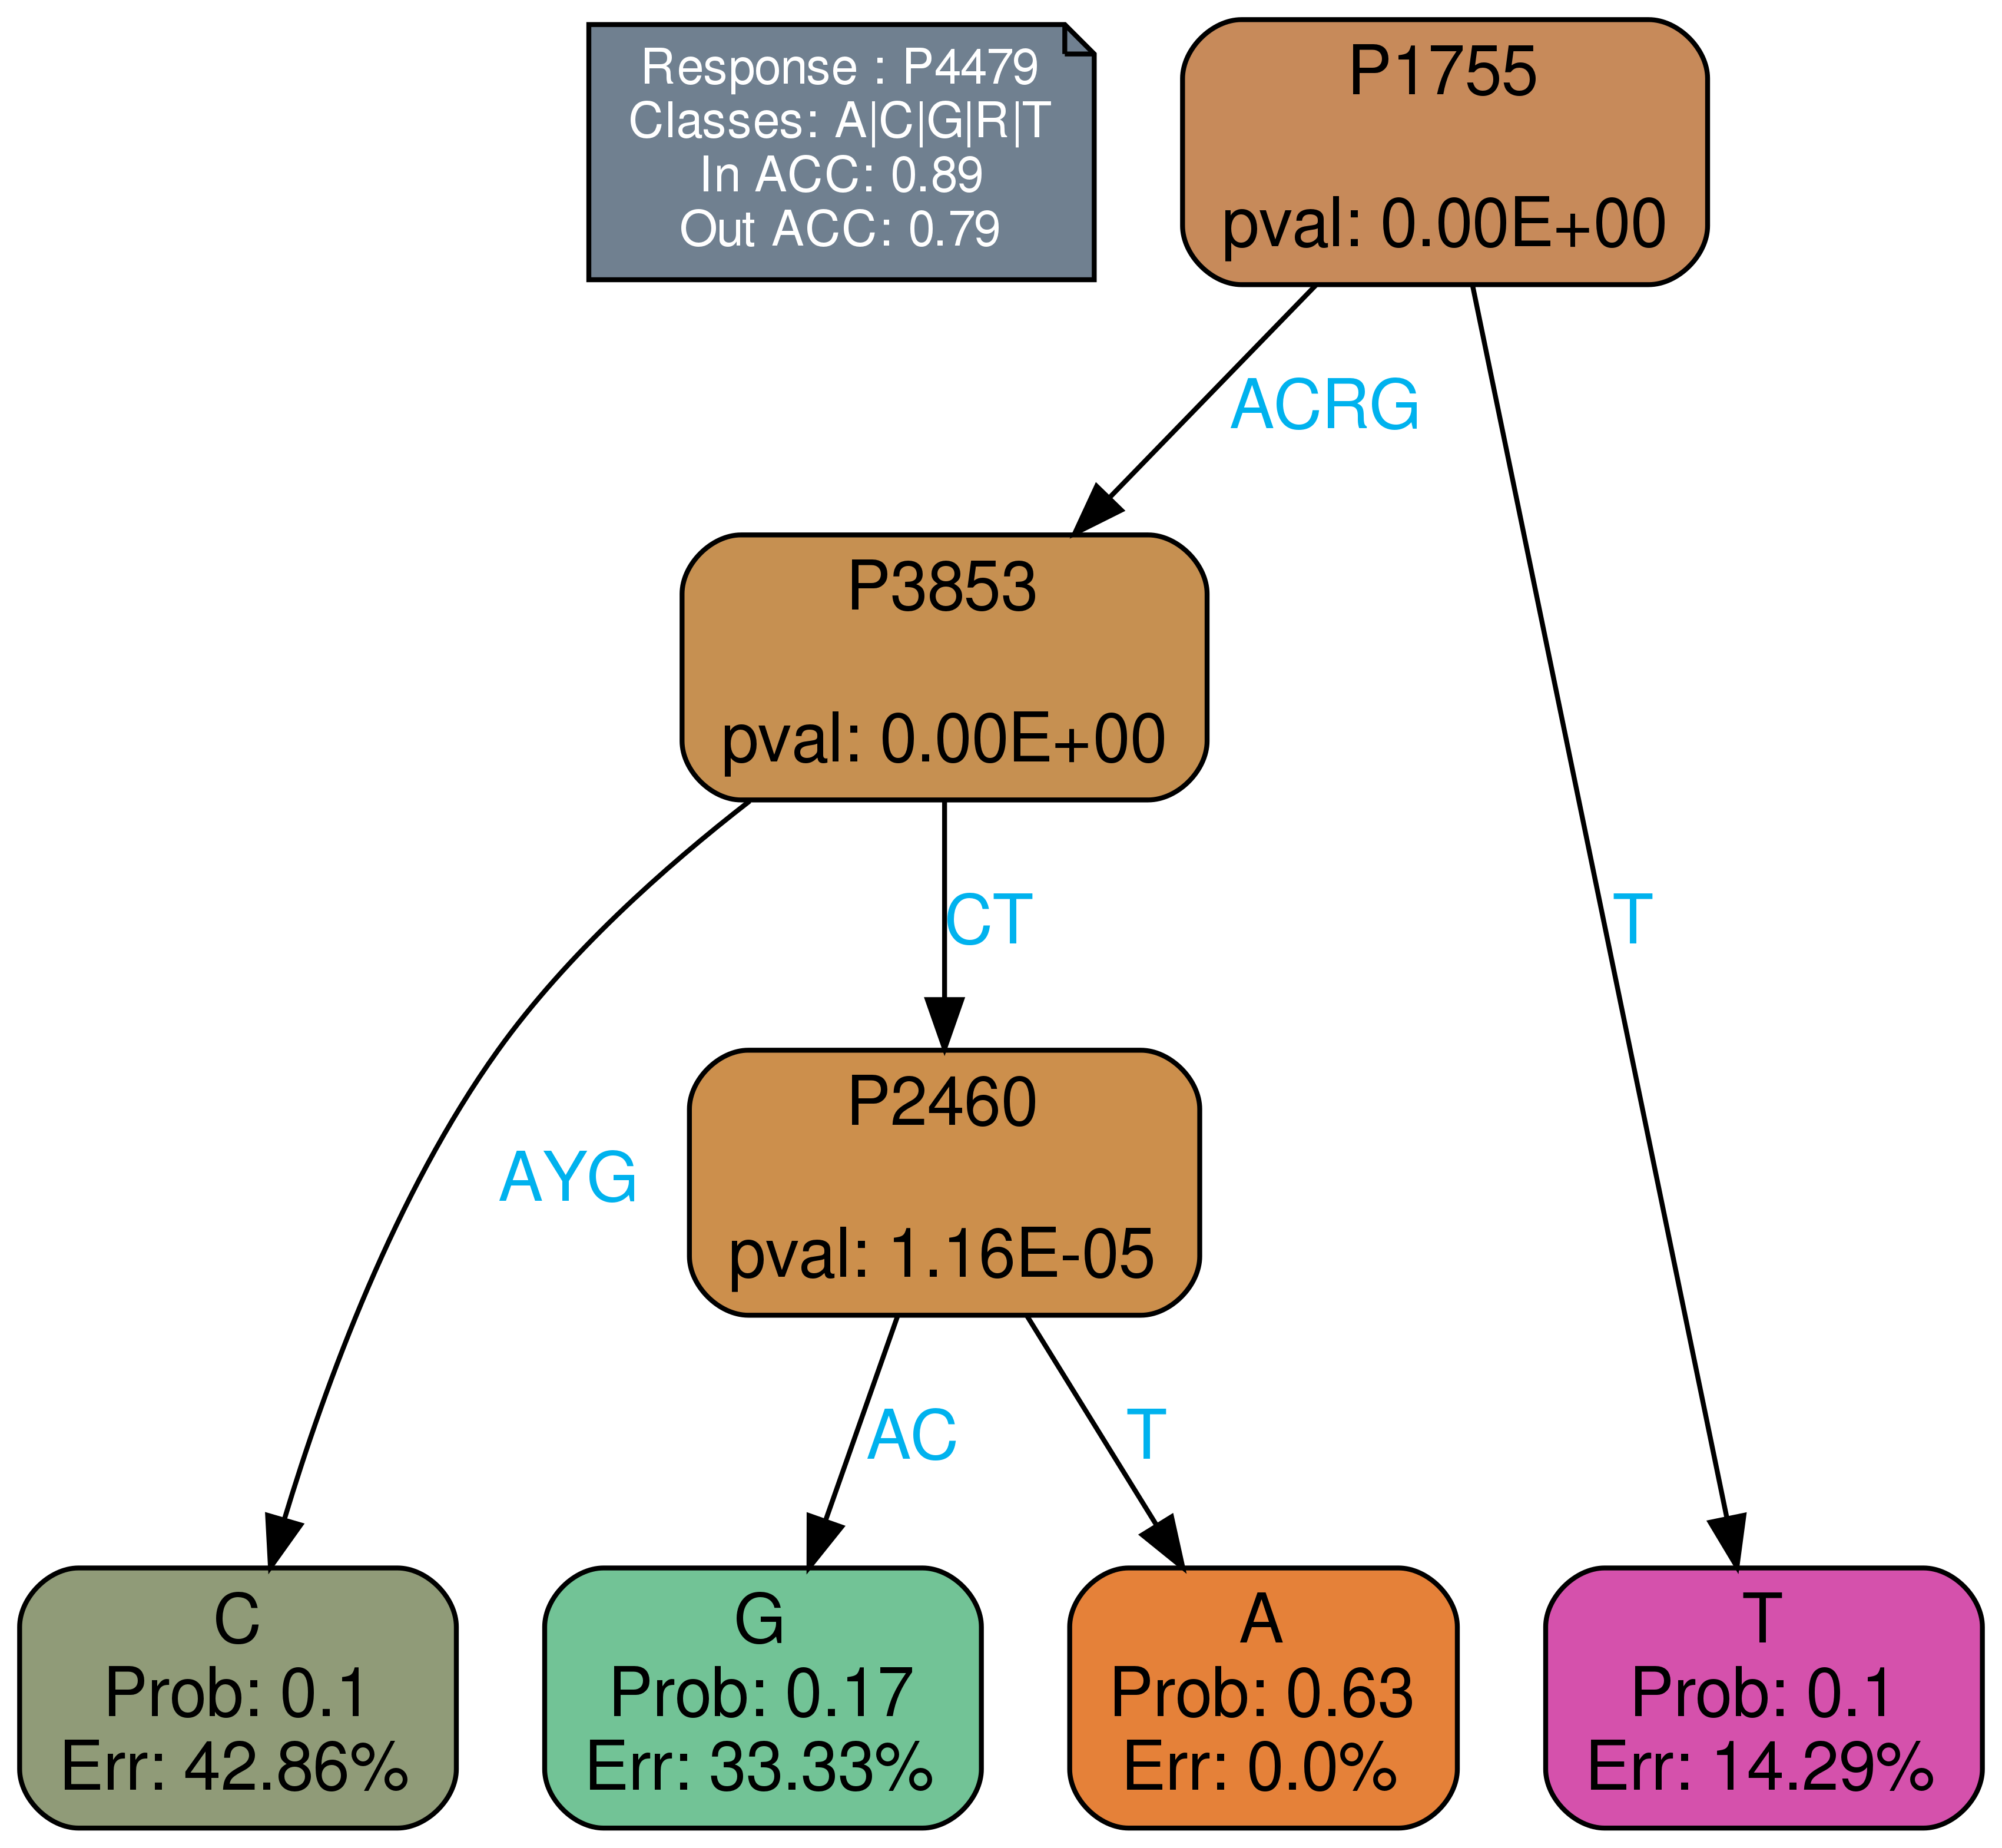 Response : P4479
Classes: A|C|G|R|T
In ACC: 0.89
Out ACC: 0.79
P1755
pval: 0.00E+00
ACRG
P3853
pval: 0.00E+00
CT
T
P2460
pval: 1.16E-05
AYG
AC
T
C
Prob: 0.1
Err: 42.86%
G
Prob: 0.17
Err: 33.33%
A
Prob: 0.63
Err: 0.0%
T
Prob: 0.1
Err: 14.29%